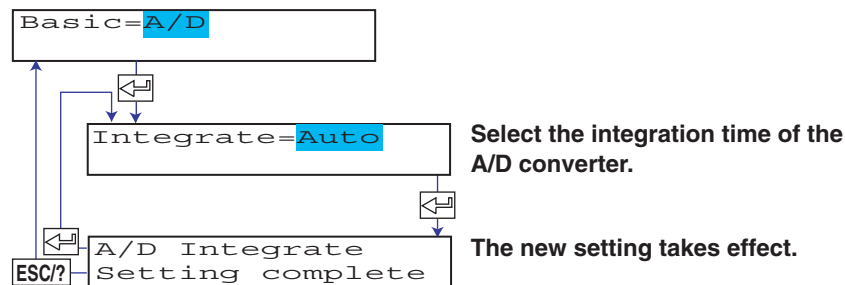 Basic=A/D
Integrate=Auto
Select the integration time of the
A/D converter.
A/D Integrate
Setting complete
The new setting takes effect.
ESC/?